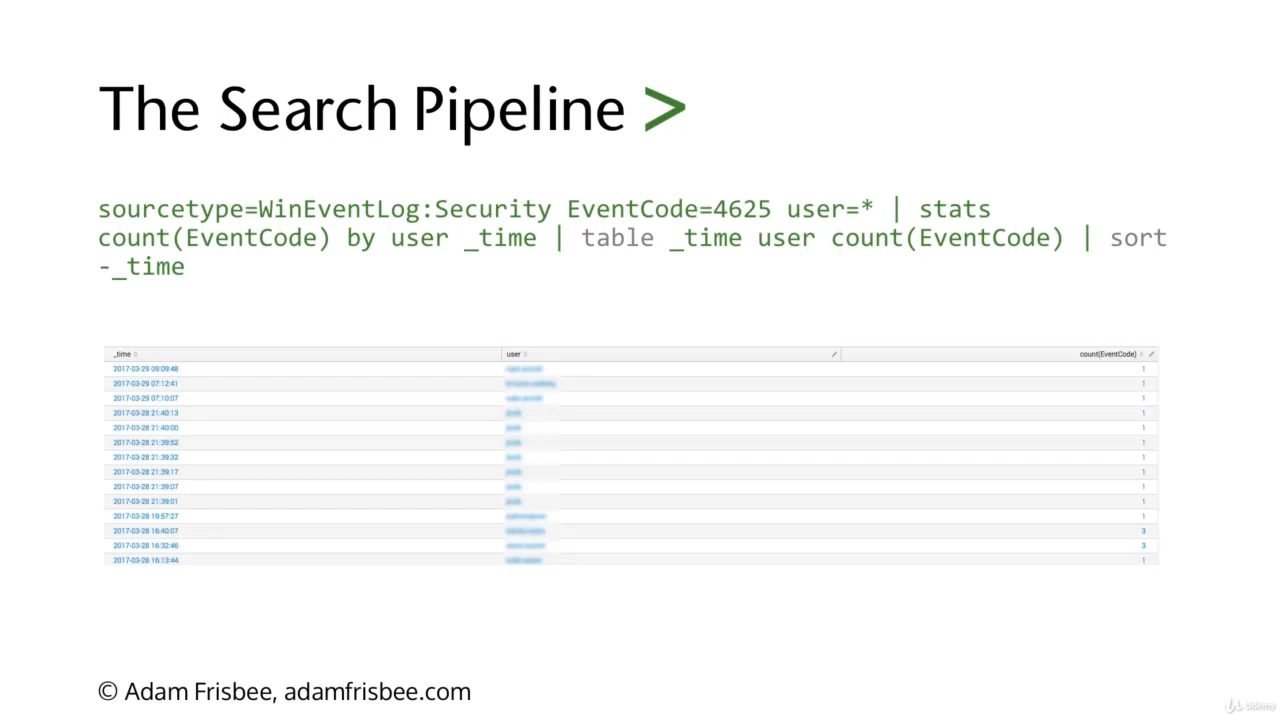 The Search Pipeline >
sourcetype=WinEventLog:Security EventCode=4625 user=* | stats
count(EventCode) by user _time | table _time user count(EventCode) | sort
-_time
_time user count(EventCode)
2017-03-29 09:09:48 1
2017-03-29 07:12:41 1
2017-03-29 07:10:07 1
2017-03-28 21:40:13 1
2017-03-28 21:40:00 1
2017-03-28 21:39:52 1
2017-03-28 21:39:32 1
2017-03-28 21:39:17 1
2017-03-28 21:39:07 1
2017-03-28 21:39:01 1
2017-03-28 19:57:27 1
2017-03-28 16:40:07 3
2017-03-28 16:32:46 3
2017-03-28 16:13:44 1
© Adam Frisbee, adamfrisbee.com
Udemy